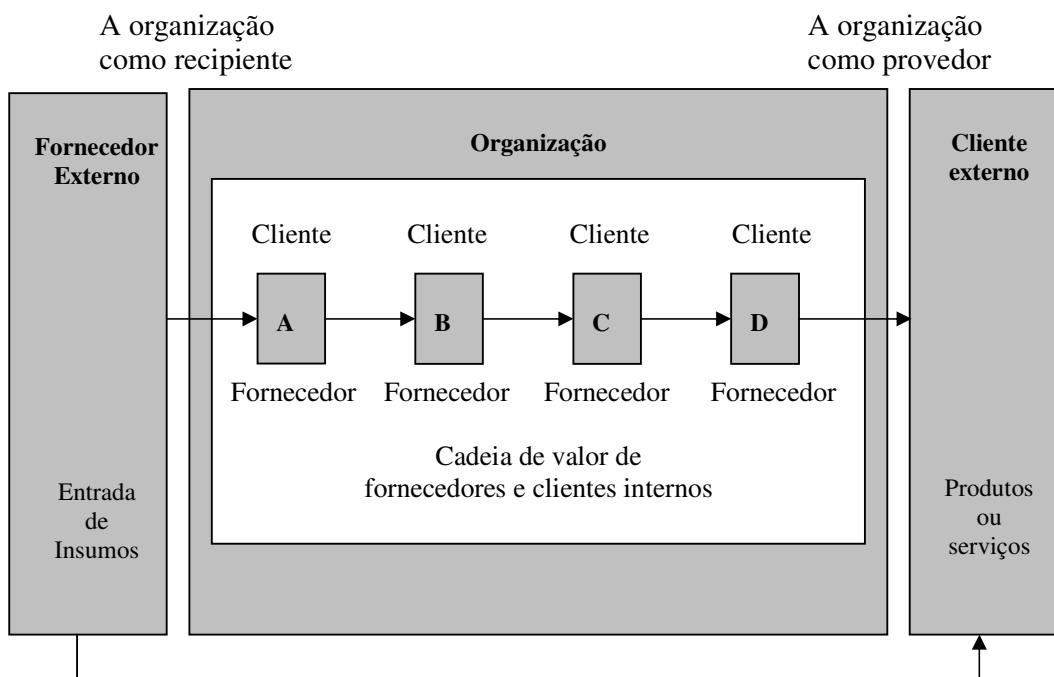 A organização
como recipiente
A organização
como provedor
Fornecedor
Externo
Organização
Cliente
externo
Cliente
Cliente
Cliente
Cliente
A
B
C
D
Fornecedor
Fornecedor
Fornecedor
Fornecedor
Cadeia de valor de
fornecedores e clientes internos
Entrada
de
Insumos
Produtos
ou
serviços